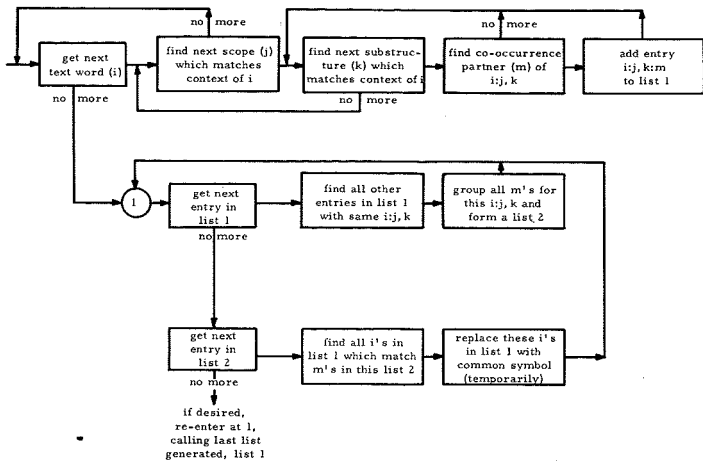 no more
no more
get next
text word (i)
no more
find next scope (j)
which matches
context of i
find next substruc-
ture (k) which
matches context of i
no more
find co-occurrence
partner (m) of
i:j, k
add entry
i:j, k:m
to list 1
1
get next
entry in
list 1
no more
find all other
entries in list 1
with same i:j, k
group all m's for
this i:j, k and
form a list 2
get next
entry in
list 2
no more
find all i's in
list 1 which match
m's in this list 2
replace these i's
in list 1 with
common symbol
(temporarily)
if desired,
re-enter at 1,
calling last list
generated, list 1